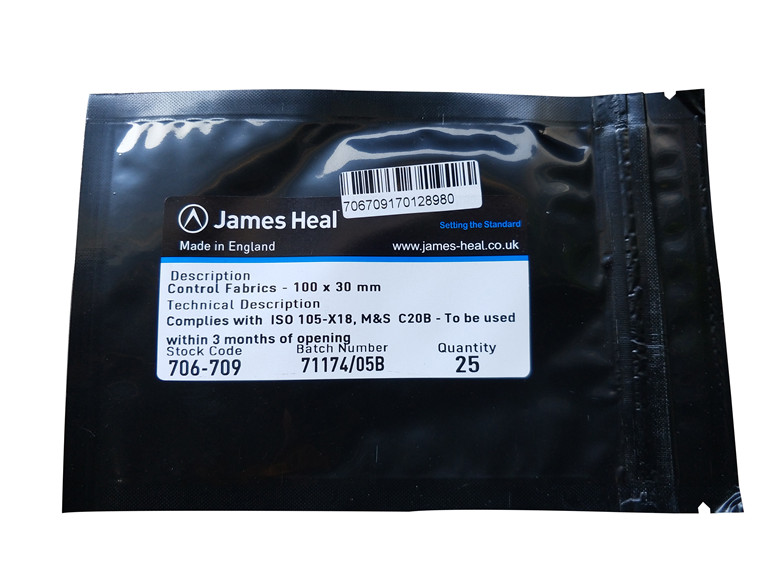 706709170128980
James Heal
Setting the Standard
Made in England
www.james-heal.co.uk
Description
Control Fabrics - 100 x 30 mm
Technical Description
Complies with ISO 105-X18, M&S C20B - To be used
within 3 months of opening
Stock Code Batch Number Quantity
706-709 71174/05B 25